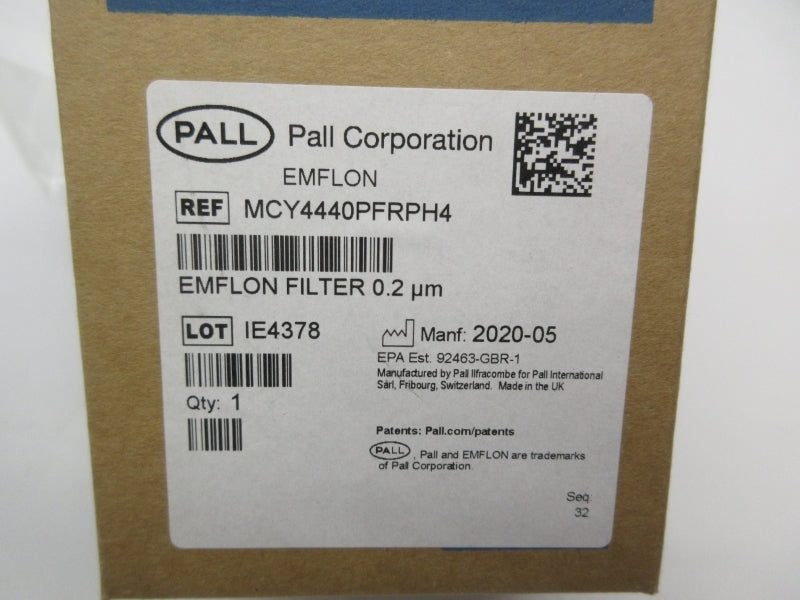 PALL Pall Corporation
EMFLON
REF MCY4440PFRPH4
EMFLON FILTER 0.2 µm
LOT IE4378
Manf: 2020-05
EPA Est. 92463-GBR-1
Manufactured by Pall Ilfracombe for Pall International
Sàrl, Fribourg, Switzerland. Made in the UK
Qty: 1
Patents: Pall.com/patents
PALL , Pall and EMFLON are trademarks
of Pall Corporation.
Seq:
32